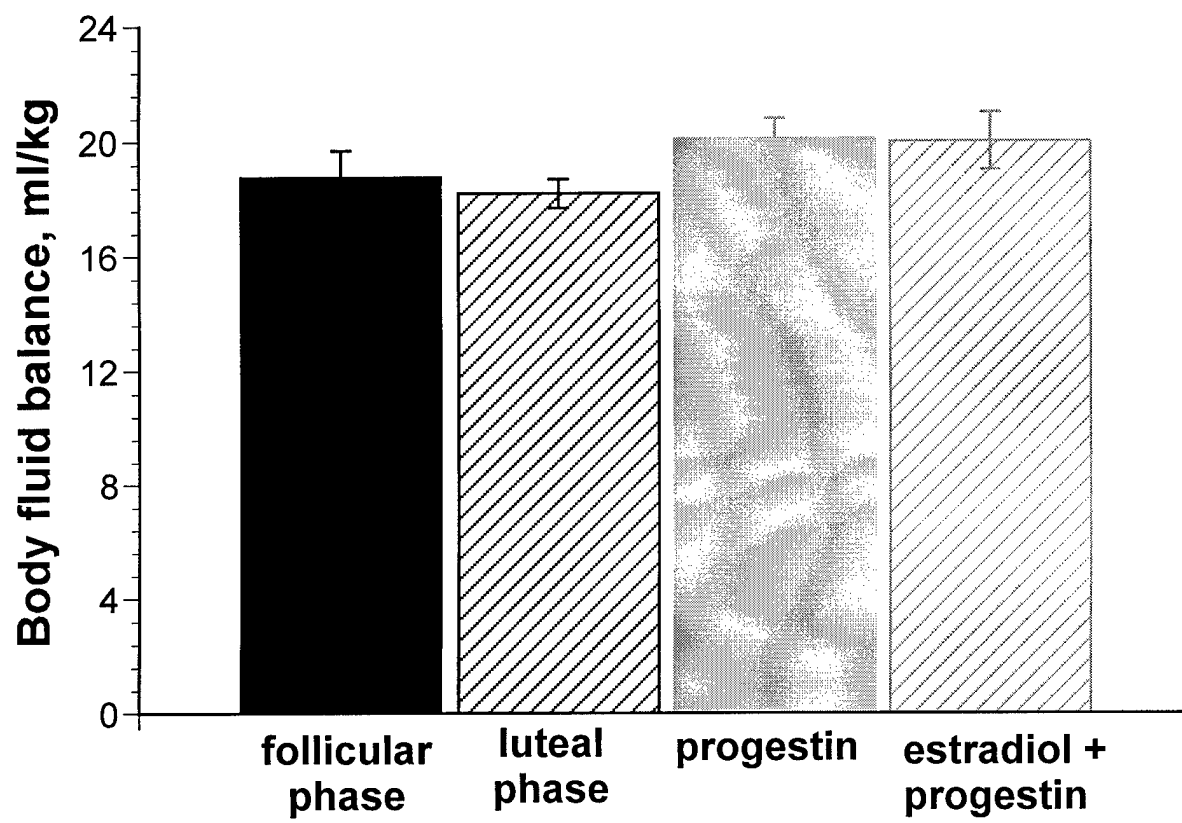 Body fluid balance, ml/kg
24
20
16
12
8
4
0
follicular
phase
luteal
phase
progestin
estradiol +
progestin